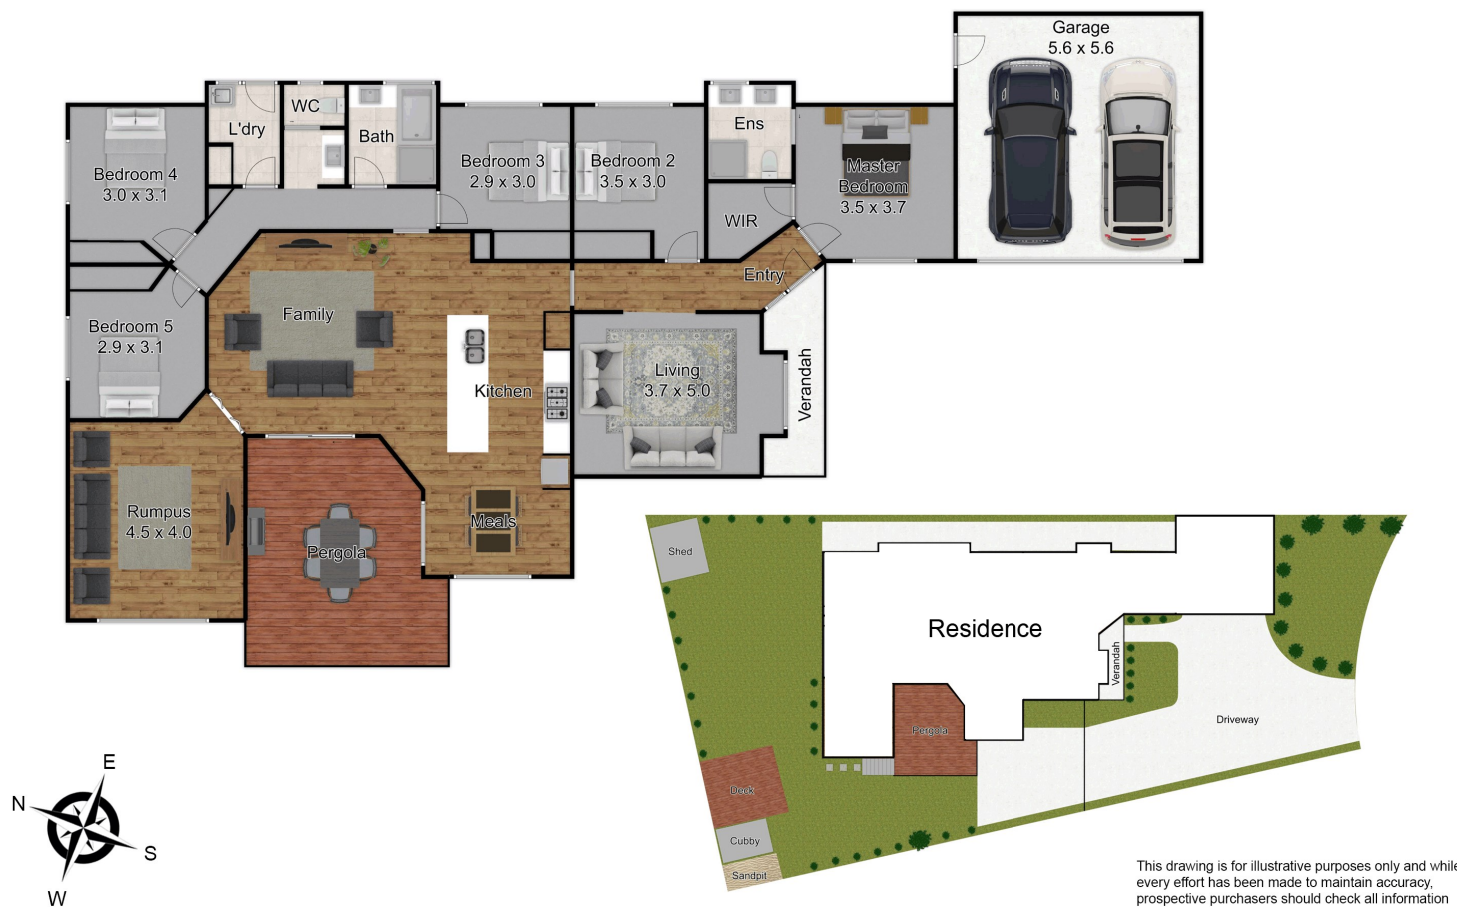 Garage
5.6 x 5.6
WC
L'dry
Bath
Ens
Bedroom 4
3.0 x 3.1
Bedroom 3
2.9 x 3.0
Bedroom 2
3.5 x 3.0
Master
Bedroom
3.5 x 3.7
WIR
Entry
Family
Bedroom 5
2.9 x 3.1
Kitchen
Living
3.7 x 5.0
Verandah
Rumpus
4.5 x 4.0
Pergola
Meals
Shed
Residence
Verandah
Pergola
Driveway
Deck
Cubby
Sandpit
E
N
S
W
This drawing is for illustrative purposes only and while
every effort has been made to maintain accuracy,
prospective purchasers should check all information